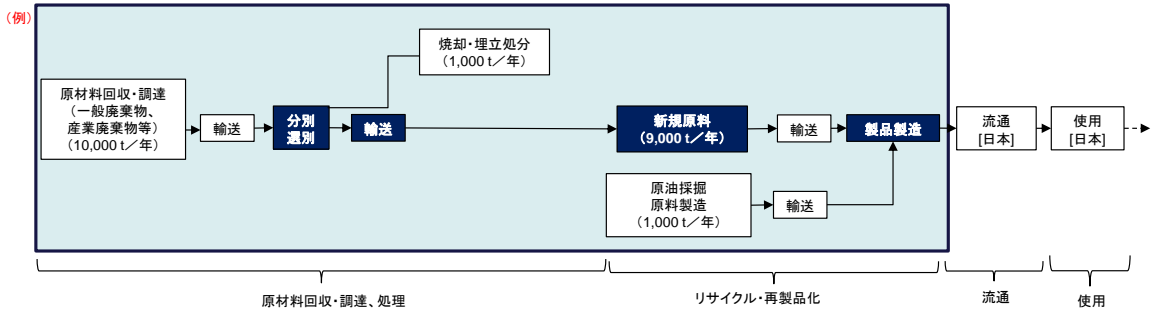 （例）
焼却・埋立処分
（1,000 t／年）
原材料回収・調達
（一般廃棄物、
産業廃棄物等）
（10,000 t／年）
輸送
分別
選別
輸送
新規原料
（9,000 t／年）
輸送
製品製造
流通
[日本]
使用
[日本]
原油採掘
原料製造
（1,000 t／年）
輸送
原材料回収・調達、処理
リサイクル・再製品化
流通
使用